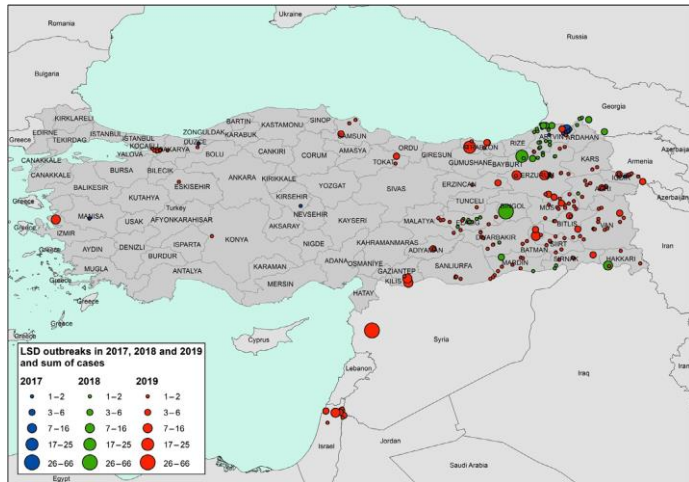 Ukraine
Romania
Russia
Bulgaria
Georgia
KIRKLARELI
EDIRNE
TEKIRDAG
ISTANBUL
ISTANBUL
KOCAELI
YALOVA
SAKARYA
DUZCE
ZONGULDAK
BARTIN
KARABUK
KASTAMONU
SINOP
SAMSUN
ORDU
GIRESUN
RIZE
ARTVIN
ARDAHAN
KARS
Armenia
Azerbaijan
Greece
CANAKKALE
CANAKKALE
BURSA
BILECIK
BOLU
CANKIRI
CORUM
AMASYA
TOKAT
GUMUSHANE
BAYBURT
ERZURUM
BALIKESIR
ESKISEHIR
ANKARA
KIRIKKALE
YOZGAT
SIVAS
ERZINCAN
KUTAHYA
Turkey
KIRSEHIR
NEVSEHIR
TUNCELI
BINGOL
MUS
Greece
MANISA
IZMIR
USAK
AFYONKARAHISAR
AKSARAY
KAYSERI
MALATYA
BITLIS
VAN
Greece
AYDIN
DENIZLI
ISPARTA
KONYA
NIGDE
KAHRAMANMARAS
ADIYAMAN
DIYARBAKIR
BATMAN
SIIRT
Iran
BURDUR
MUGLA
ANTALYA
KARAMAN
ADANA
OSMANIYE
GAZIANTEP
SANLIURFA
MARDIN
SIRNAK
HAKKARI
Greece
Greece
Greece
MERSIN
KILIS
HATAY
Cyprus
Syria
Lebanon
Iraq
Israel
Jordan
Saudi Arabia
Egypt
LSD outbreaks in 2017, 2018 and 2019
and sum of cases
2017 2018 2019
1–2 1–2 1–2
3–6 3–6 3–6
7–16 7–16 7–16
17–25 17–25 17–25
26–66 26–66 26–66